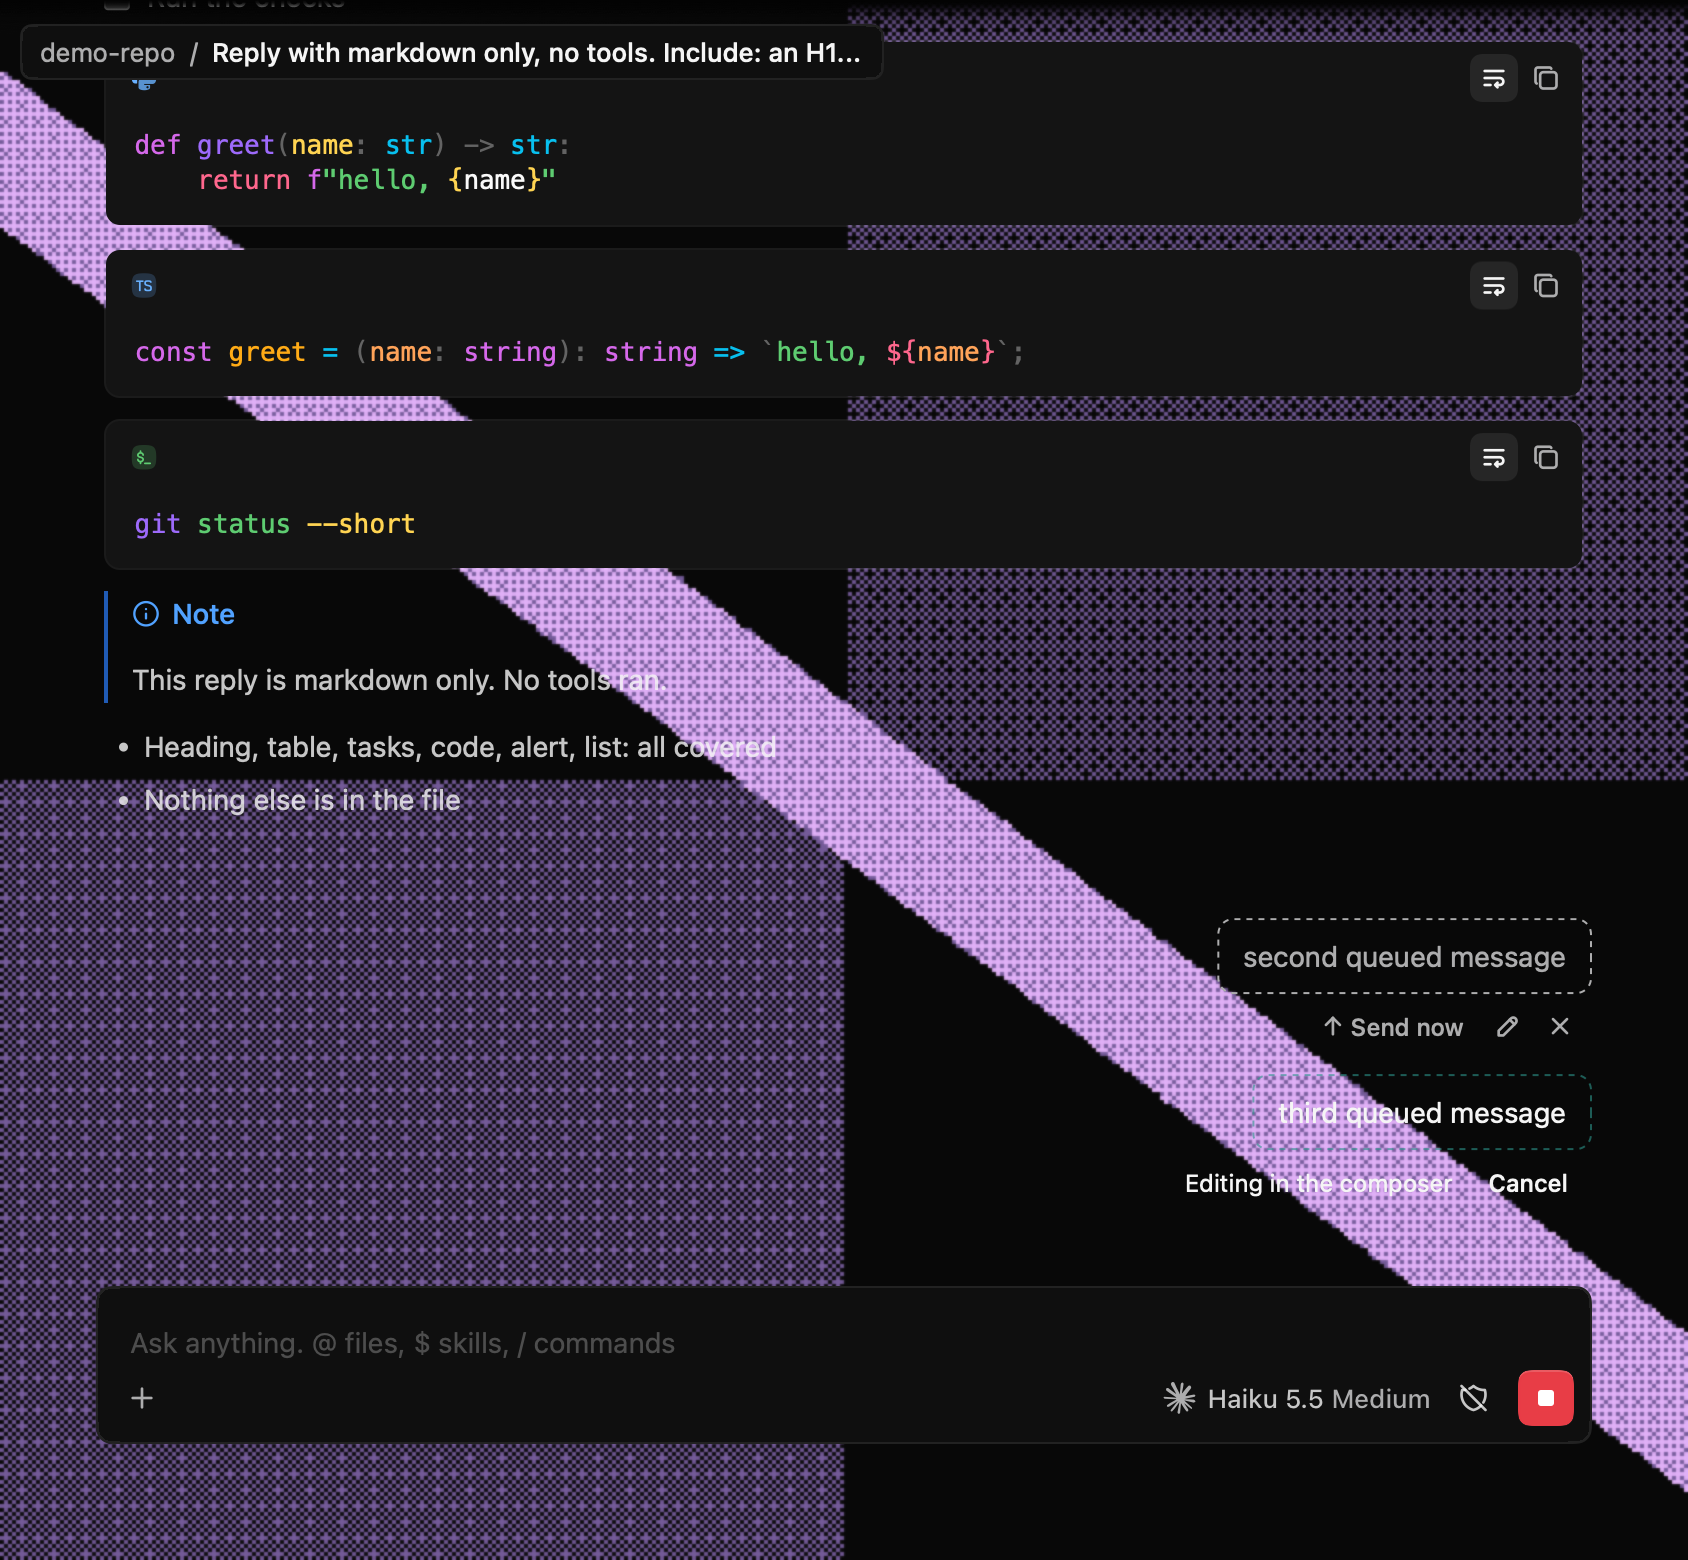 Run the checks
demo-repo / Reply with markdown only, no tools. Include: an H1...
def greet(name: str) -> str:
    return f"hello, {name}"
TS
const greet = (name: string): string => `hello, ${name}`;
$_
git status --short
Note
This reply is markdown only. No tools ran.
• Heading, table, tasks, code, alert, list: all covered
• Nothing else is in the file
second queued message
↑ Send now
third queued message
Editing in the composer Cancel
Ask anything. @ files, $ skills, / commands
Haiku 5.5 Medium